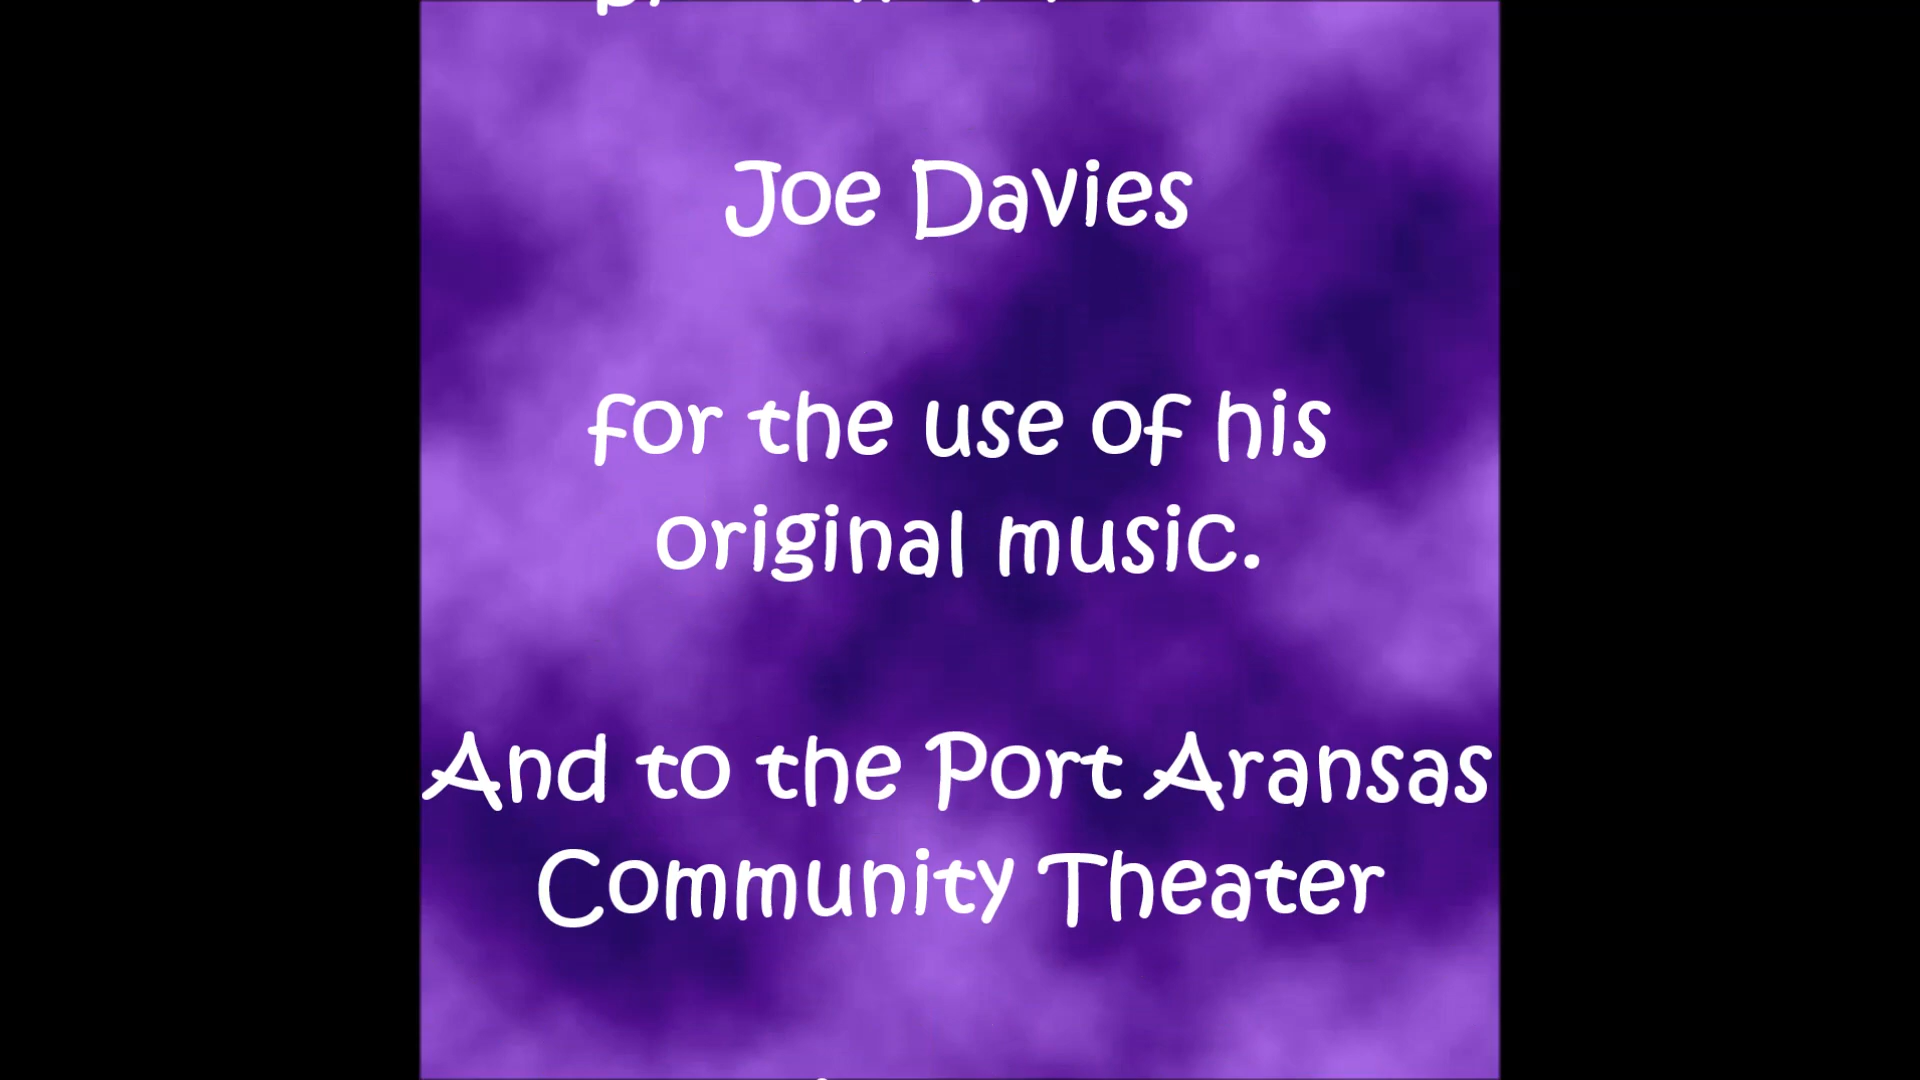 Joe Davies
for the use of his
original music.
And to the Port Aransas
Community Theater